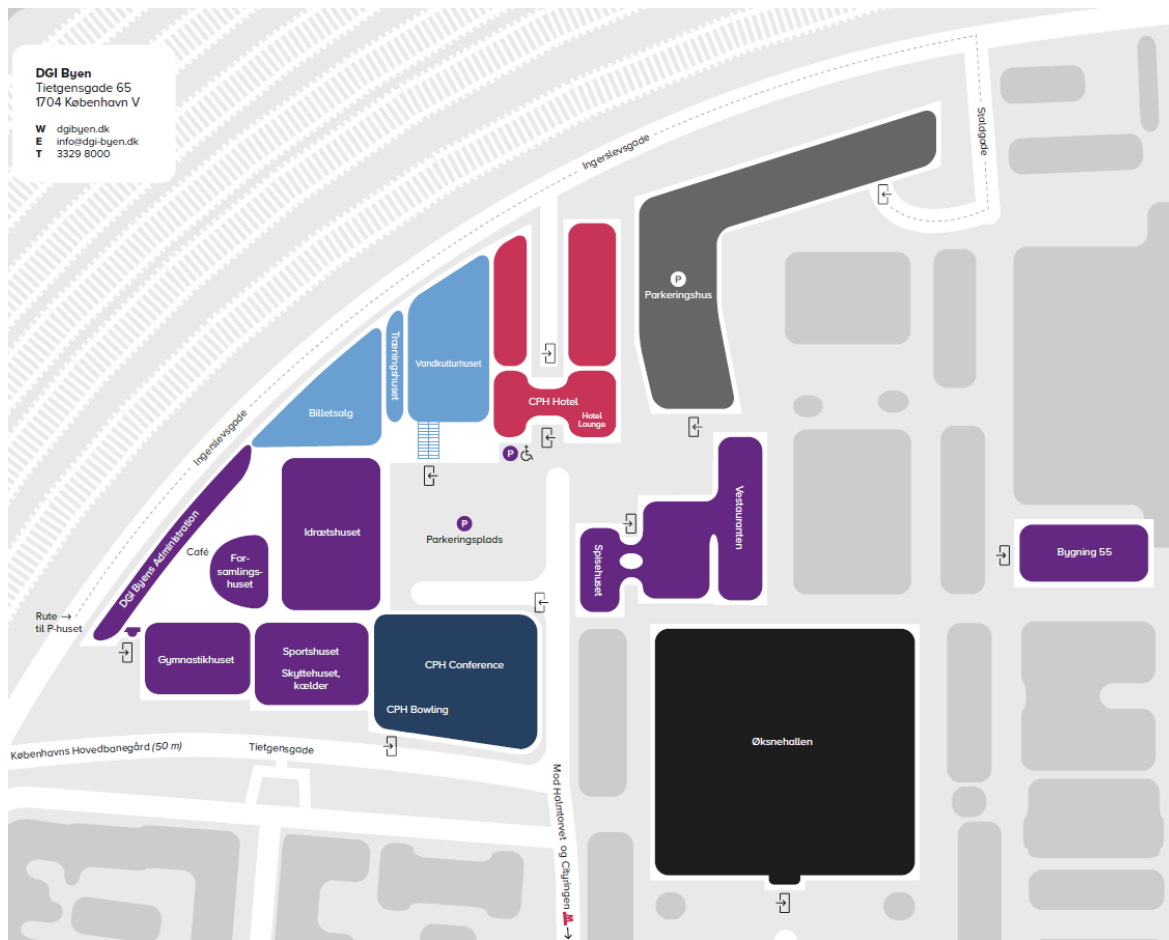 DGI Byen
Tietgensgade 65
1704 København V
W dgibyen.dk
E info@dgi-byen.dk
T 3329 8000
Ingerslevsgade
Staldgade
P
Parkeringshus
Træningshuset
Vandkulturhuset
Billetsalg
CPH Hotel
Hotel
Lounge
P
Ingerslevsgade
P
Parkeringsplads
Idrætshuset
Café
For-
samlings-
huset
DGI Byens Administration
Vestauranten
Spisehuset
Bygning 55
Rute →
til P-huset
Gymnastikhuset
Sportshuset
Skyttehuset,
kælder
CPH Conference
CPH Bowling
Øksnehallen
Københavns Hovedbanegård (50 m)
Tietgensgade
Mod Halmtorvet og Cityringen M →